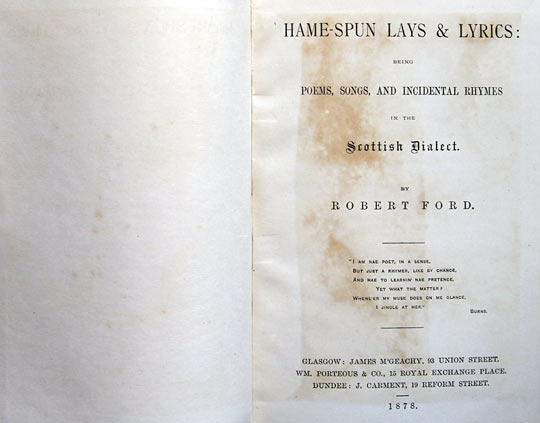 HAME-SPUN LAYS & LYRICS:
BEING
POEMS, SONGS, AND INCIDENTAL RHYMES
IN THE
Scottish Dialect.
BY
ROBERT FORD.
"I AM NAE POET, IN A SENSE,
BUT JUST A RHYMER, LIKE BY CHANCE,
AND HAE TO LEARNIN' NAE PRETENCE,
YET WHAT THE MATTER?
WHENE'ER MY MUSE DOES ON ME GLANCE,
I JINGLE AT HER."
BURNS.
GLASGOW: JAMES M'GEACHY, 93 UNION STREET.
WM. PORTEOUS & CO., 15 ROYAL EXCHANGE PLACE.
DUNDEE: J. CARMENT, 19 REFORM STREET.
1878.